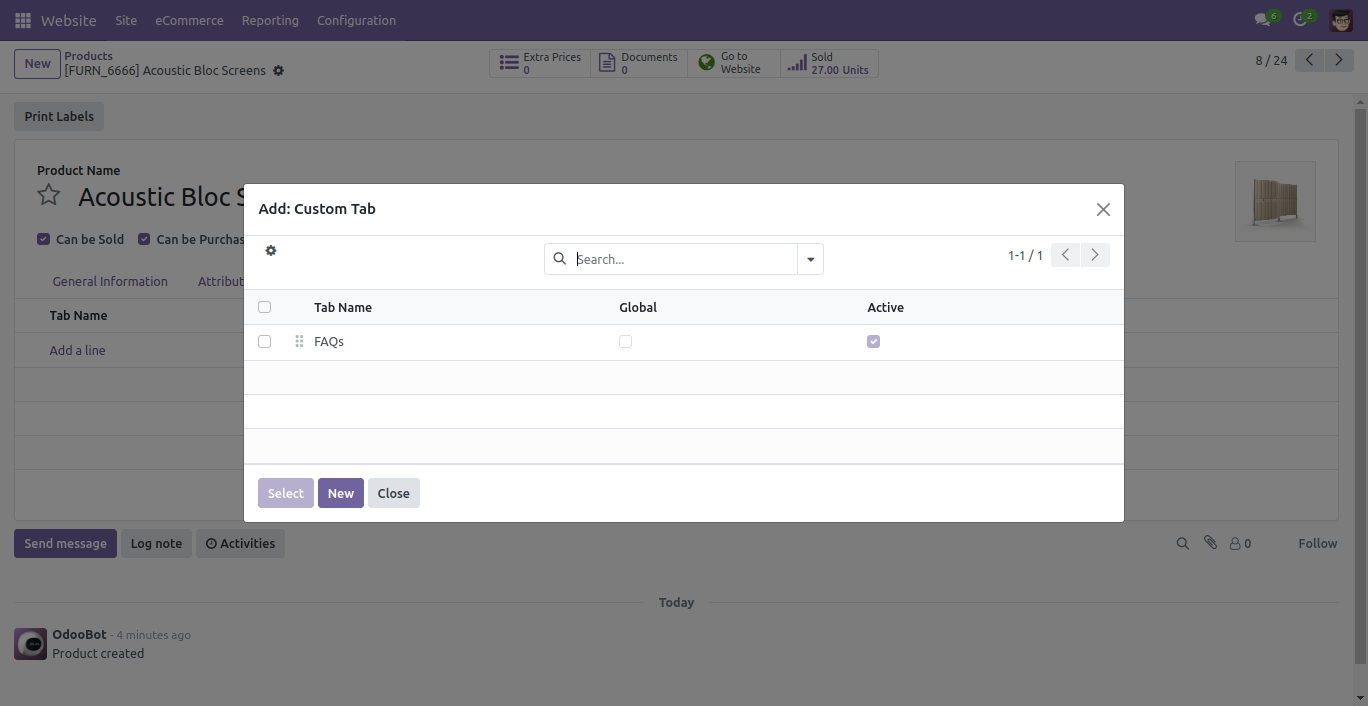 Website Site eCommerce Reporting Configuration 6 2
New Products Extra Prices 0 Documents 0 Go to Website Sold 27.00 Units 8 / 24
[FURN_6666] Acoustic Bloc Screens
Print Labels
Product Name
Acoustic Bloc S
Can be Sold Can be Purchas
General Information Attribut
Tab Name
Add a line
Add: Custom Tab
Search... 1-1 / 1
Tab Name Global Active
FAQs
Select New Close
Send message Log note Activities 0 Follow
Today
OdooBot - 4 minutes ago
Product created